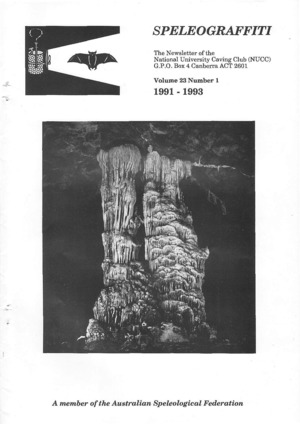 SPELEOGRAFFITI
The Newsletter of the
National University Caving Club (NUCC)
G.P.O. Box 4 Canberra ACT 2601
Volume 23 Number 1
1991 - 1993
A member of the Australian Speleological Federation